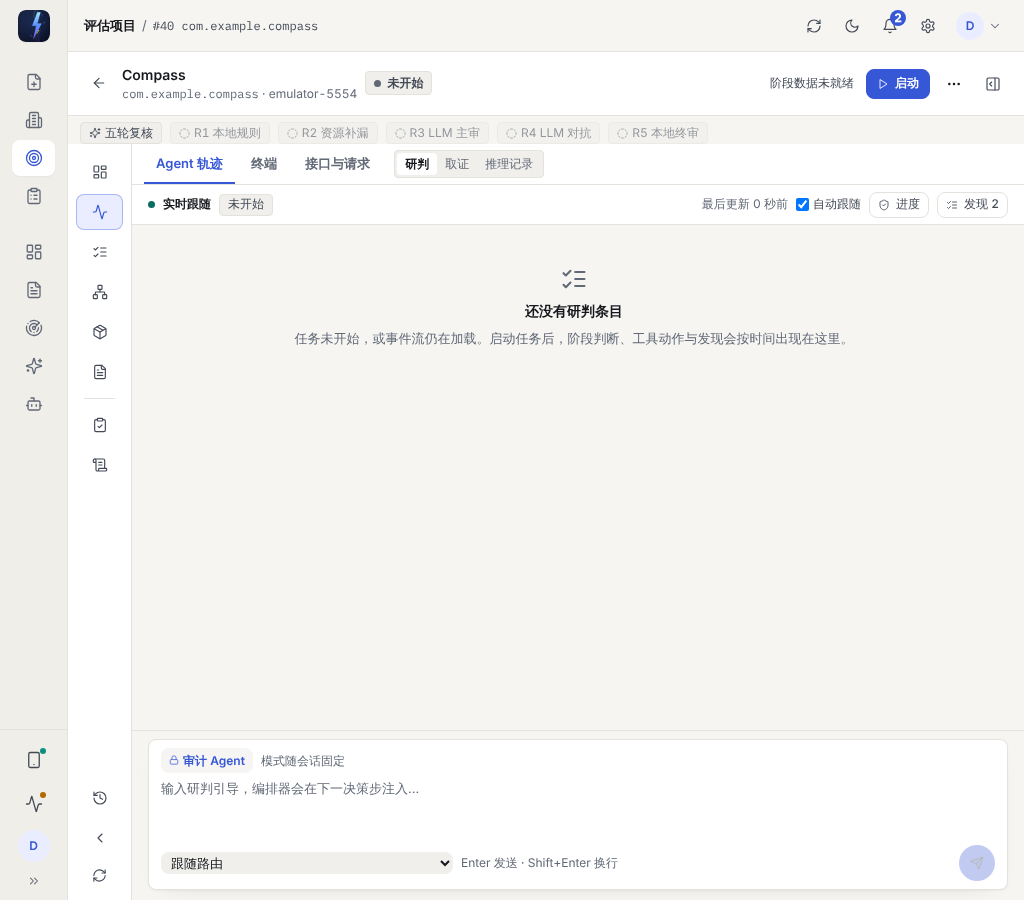 评估项目 / #40 com.example.compass
2
D
Compass
com.example.compass · emulator-5554
未开始
阶段数据未就绪
启动
五轮复核
R1 本地规则
R2 资源补漏
R3 LLM 主审
R4 LLM 对抗
R5 本地终审
Agent 轨迹
终端
接口与请求
研判
取证
推理记录
实时跟随
未开始
最后更新 0 秒前
自动跟随
进度
发现 2
还没有研判条目
任务未开始，或事件流仍在加载。启动任务后，阶段判断、工具动作与发现会按时间出现在这里。
审计 Agent
模式随会话固定
输入研判引导，编排器会在下一决策步注入...
跟随路由
Enter 发送 · Shift+Enter 换行
D